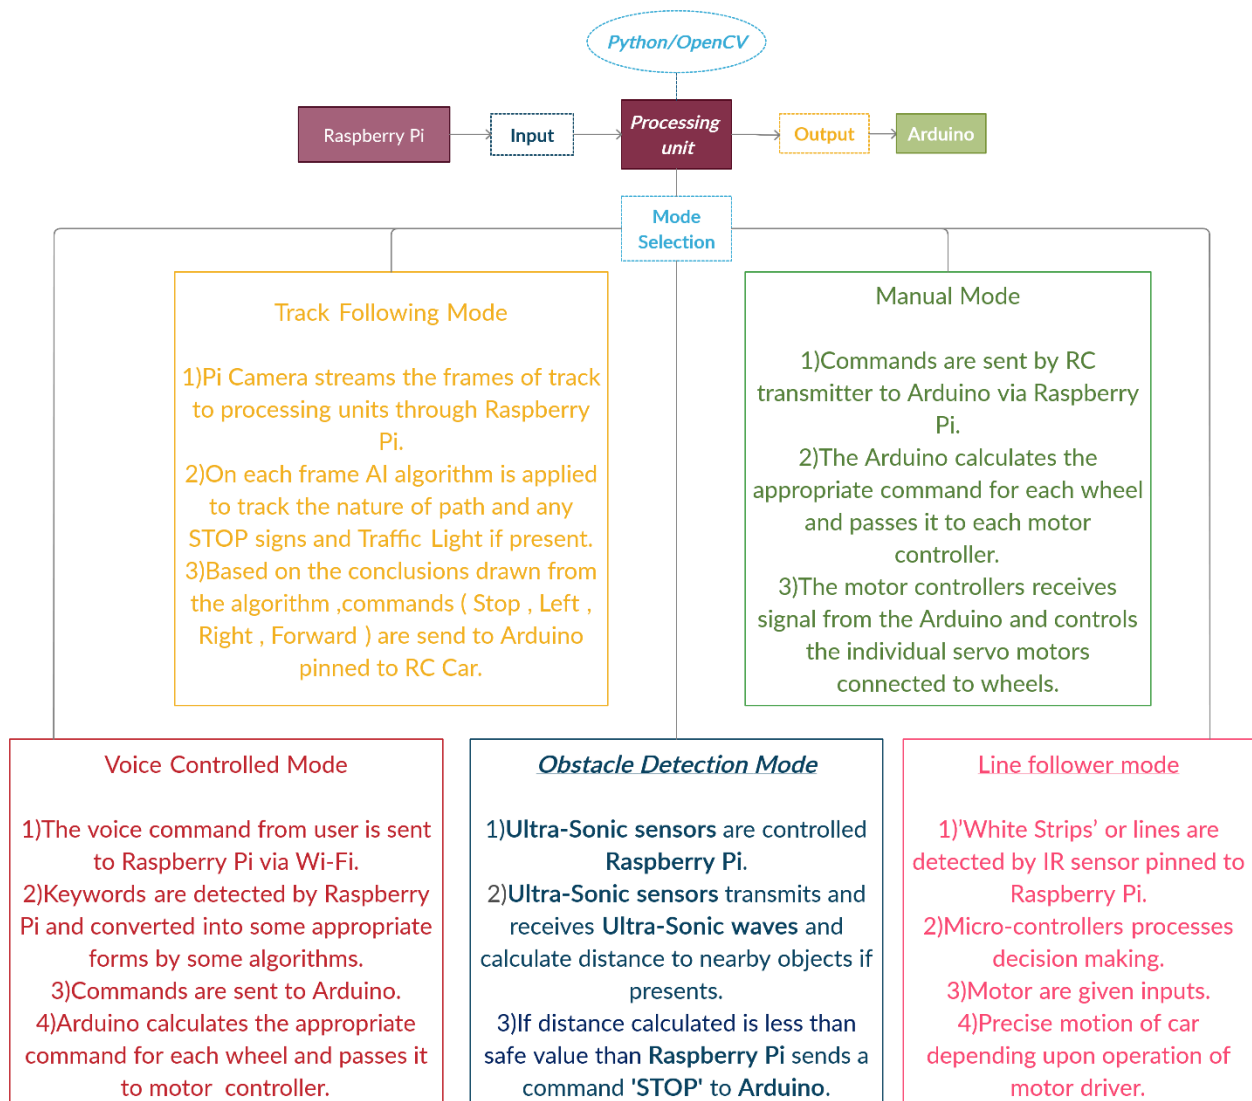 Python/OpenCV
Raspberry Pi
Input
Processing
unit
Output
Arduino
Mode
Selection
Track Following Mode
1)Pi Camera streams the frames of track
to processing units through Raspberry
Pi.
2)On each frame AI algorithm is applied
to track the nature of path and any
STOP signs and Traffic Light if present.
3)Based on the conclusions drawn from
the algorithm ,commands ( Stop , Left ,
Right , Forward ) are send to Arduino
pinned to RC Car.
Manual Mode
1)Commands are sent by RC
transmitter to Arduino via Raspberry
Pi.
2)The Arduino calculates the
appropriate command for each wheel
and passes it to each motor
controller.
3)The motor controllers receives
signal from the Arduino and controls
the individual servo motors
connected to wheels.
Voice Controlled Mode
1)The voice command from user is sent
to Raspberry Pi via Wi-Fi.
2)Keywords are detected by Raspberry
Pi and converted into some appropriate
forms by some algorithms.
3)Commands are sent to Arduino.
4)Arduino calculates the appropriate
command for each wheel and passes it
to motor controller.
Obstacle Detection Mode
1)Ultra-Sonic sensors are controlled
Raspberry Pi.
2)Ultra-Sonic sensors transmits and
receives Ultra-Sonic waves and
calculate distance to nearby objects if
presents.
3)If distance calculated is less than
safe value than Raspberry Pi sends a
command 'STOP' to Arduino.
Line follower mode
1)’White Strips’ or lines are
detected by IR sensor pinned to
Raspberry Pi.
2)Micro-controllers processes
decision making.
3)Motor are given inputs.
4)Precise motion of car
depending upon operation of
motor driver.